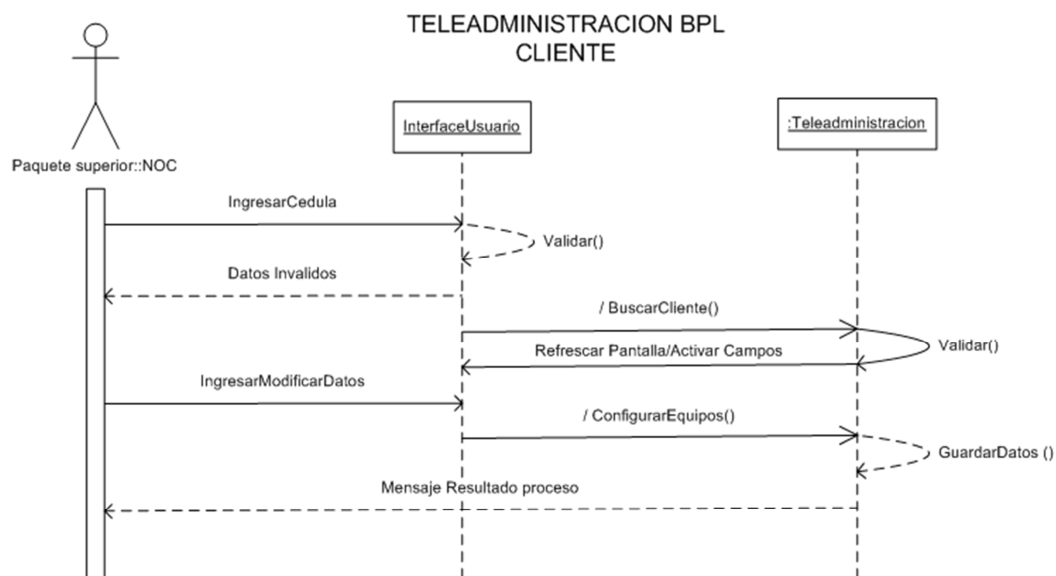 TELEADMINISTRACION BPL
CLIENTE
InterfaceUsuario
:Teleadministracion
Paquete superior::NOC
IngresarCedula
Validar()
Datos Invalidos
/ BuscarCliente()
Validar()
Refrescar Pantalla/Activar Campos
IngresarModificarDatos
/ ConfigurarEquipos()
GuardarDatos ()
Mensaje Resultado proceso